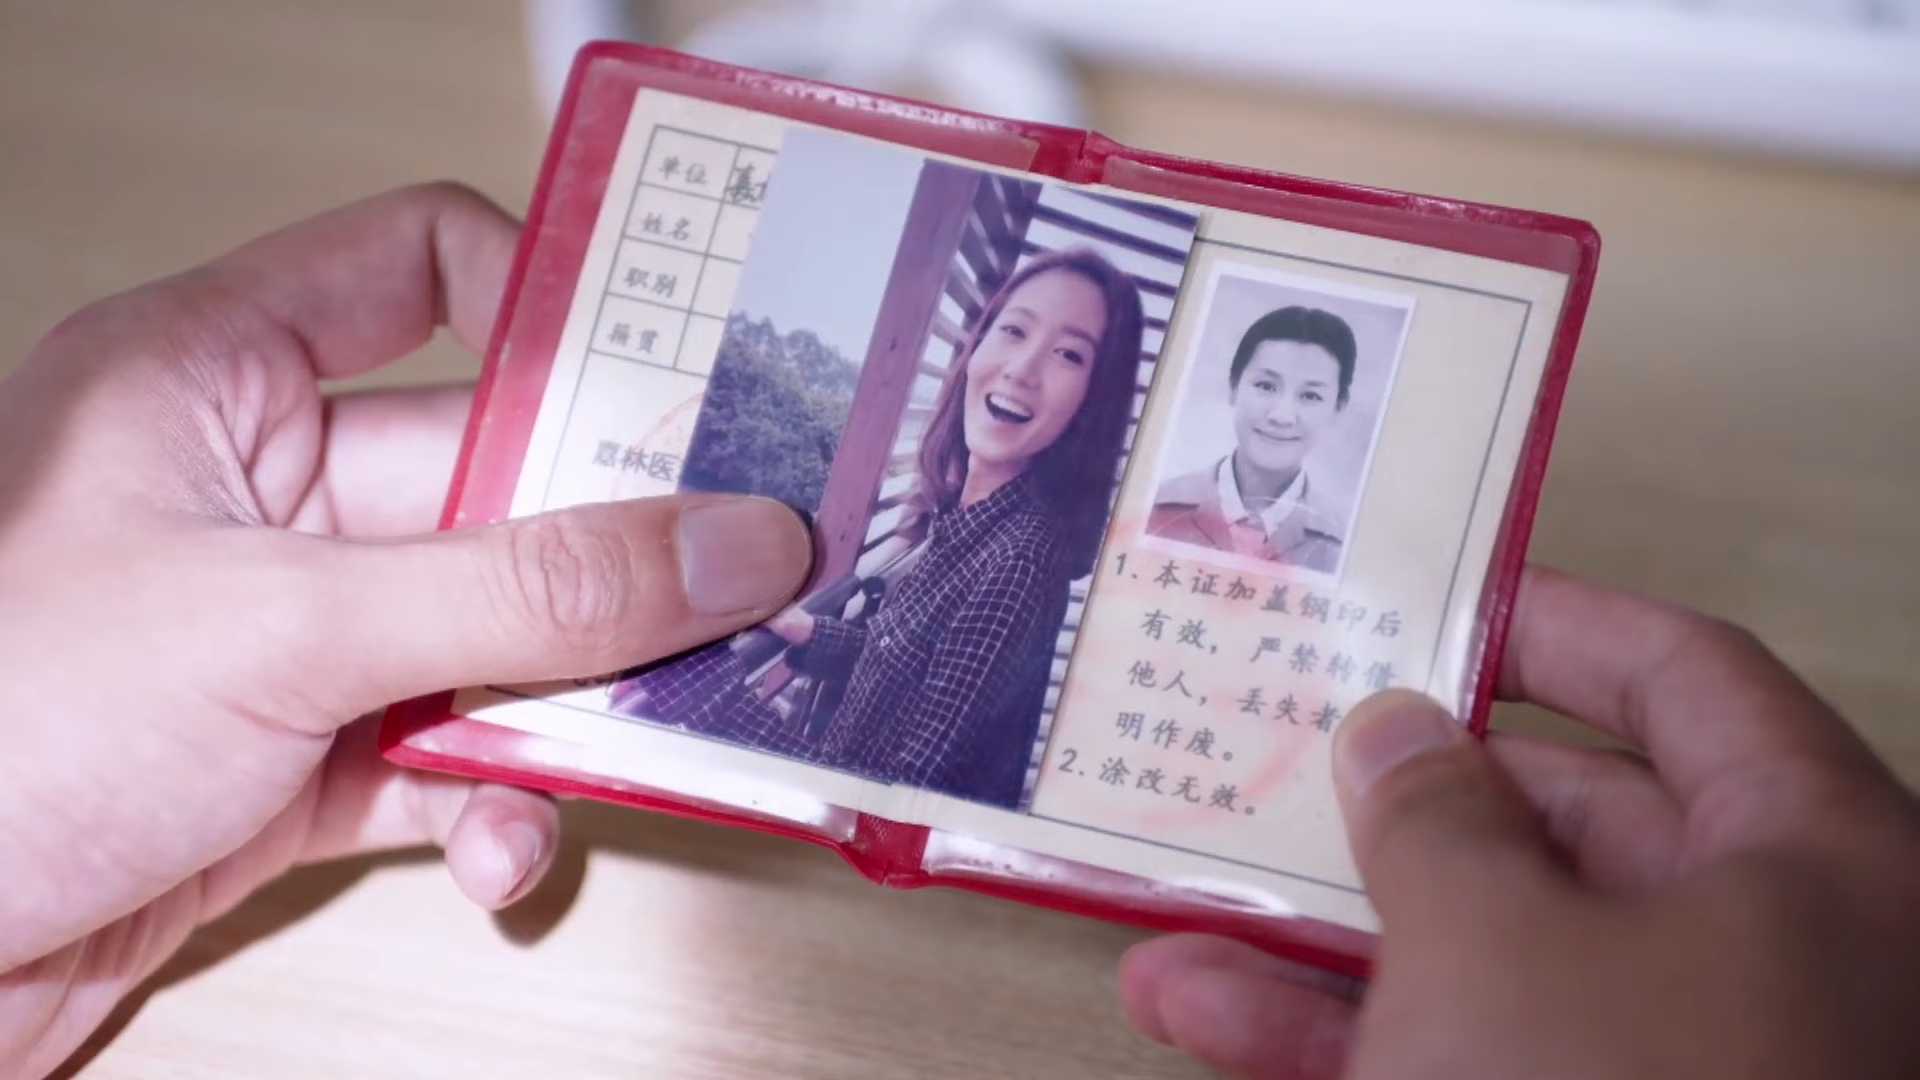 单位
姓名
职别
籍贯
嘉林医
1. 本证加盖钢印后
有效，严禁转借
他人，丢失者
明作废。
2. 涂改无效。